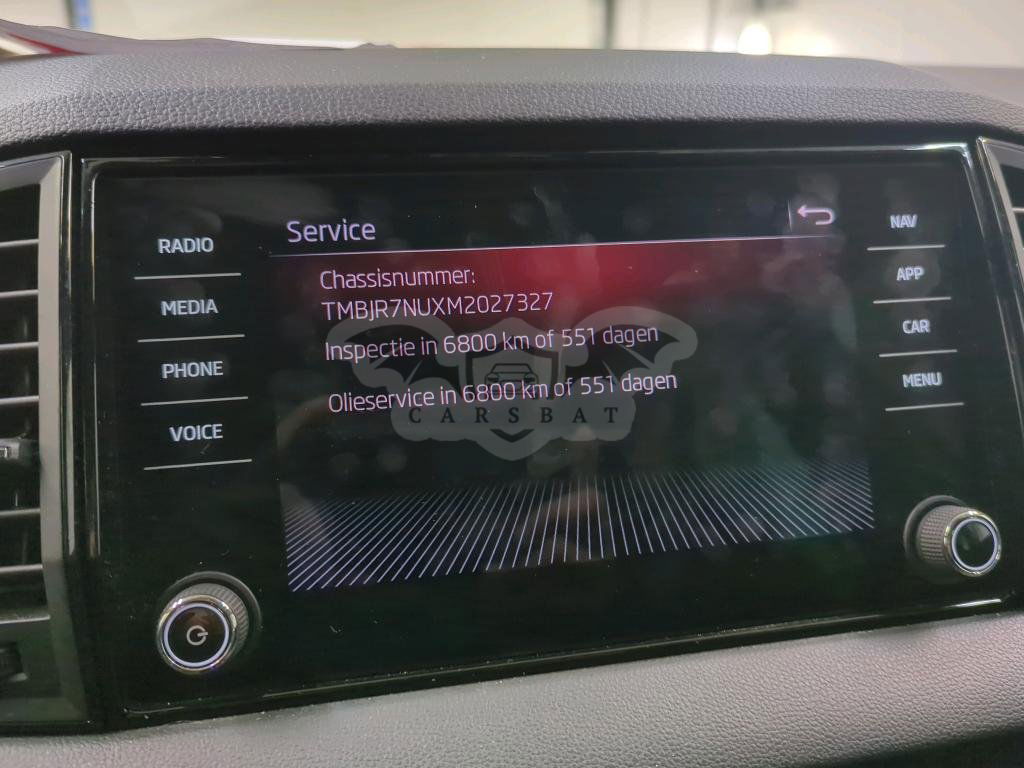 Service
RADIO
MEDIA
PHONE
VOICE
Chassisnummer:
TMBJR7NUXM2027327
Inspectie in 6800 km of 551 dagen
Olieservice in 6800 km of 551 dagen
CARSBAT
NAV
APP
CAR
MENU